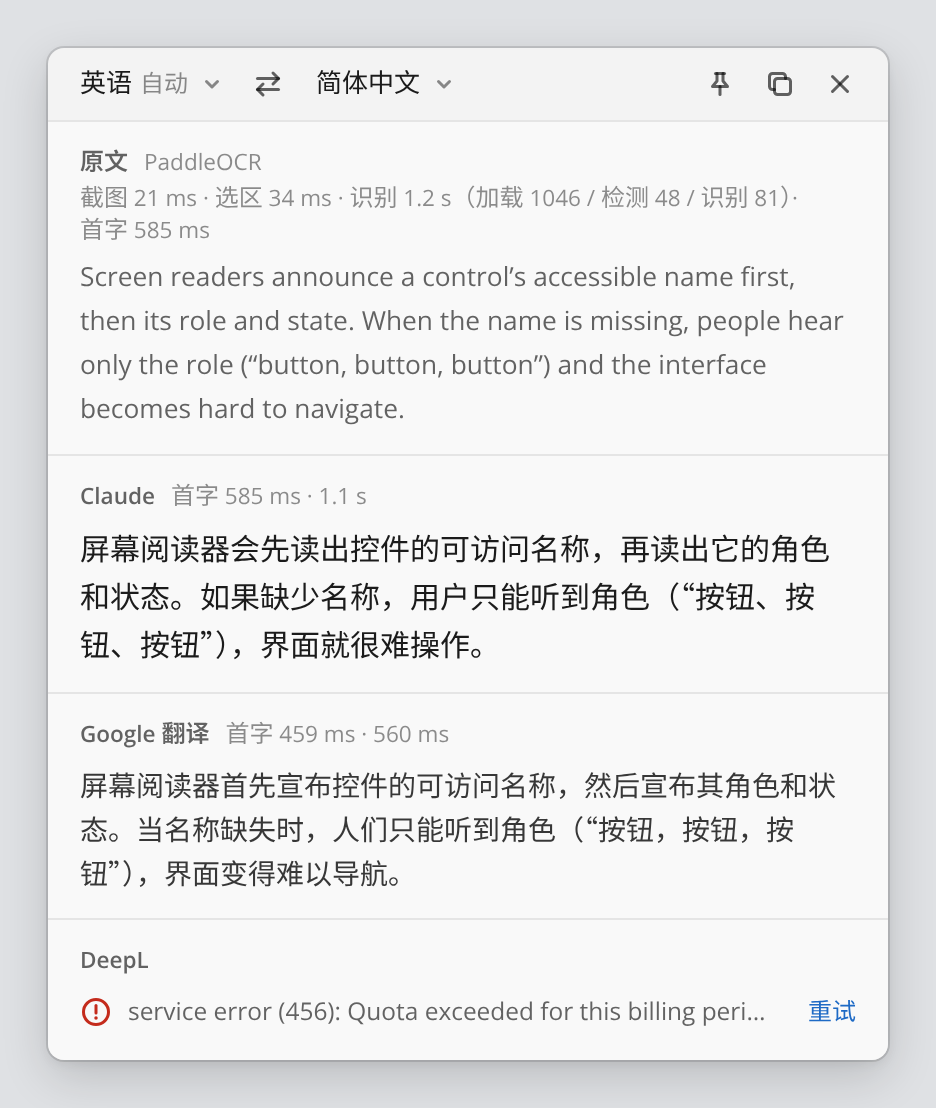 英语 自动 简体中文
原文 PaddleOCR
截图 21 ms · 选区 34 ms · 识别 1.2 s（加载 1046 / 检测 48 / 识别 81）·
首字 585 ms
Screen readers announce a control’s accessible name first,
then its role and state. When the name is missing, people hear
only the role (“button, button, button”) and the interface
becomes hard to navigate.
Claude 首字 585 ms · 1.1 s
屏幕阅读器会先读出控件的可访问名称，再读出它的角色
和状态。如果缺少名称，用户只能听到角色（“按钮、按
钮、按钮”），界面就很难操作。
Google 翻译 首字 459 ms · 560 ms
屏幕阅读器首先宣布控件的可访问名称，然后宣布其角色和状
态。当名称缺失时，人们只能听到角色（“按钮，按钮，按
钮”），界面变得难以导航。
DeepL
service error (456): Quota exceeded for this billing peri... 重试